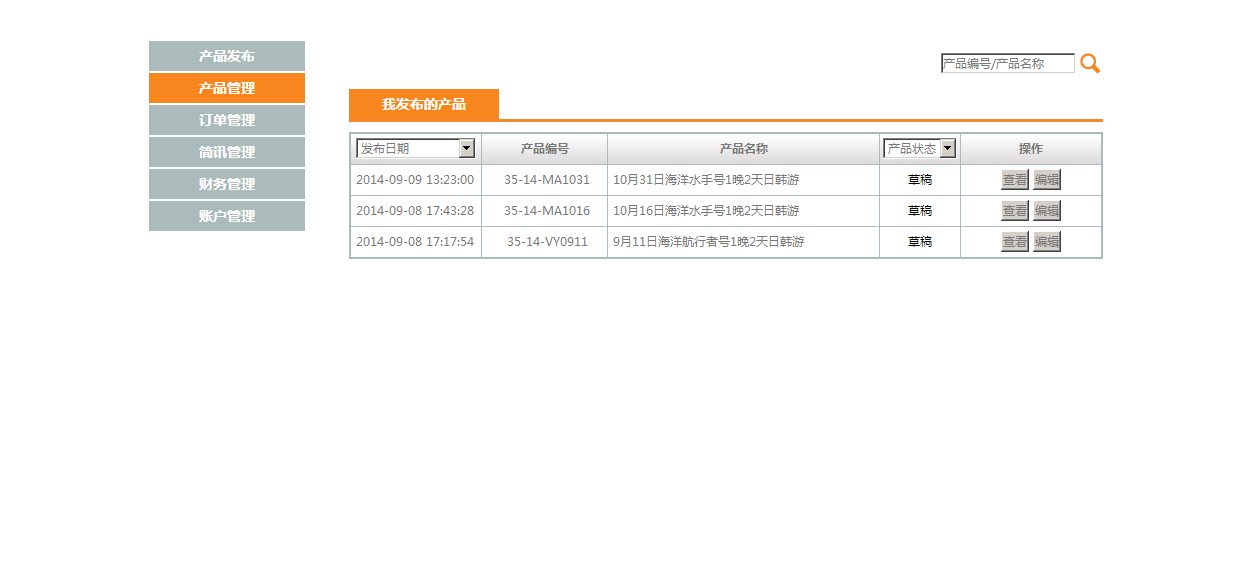 产品发布
产品管理
订单管理
简讯管理
财务管理
账户管理
产品编号/产品名称
我发布的产品
发布日期 产品编号 产品名称 产品状态 操作
2014-09-09 13:23:00 35-14-MA1031 10月31日海洋水手号1晚2天日韩游 草稿 查看 编辑
2014-09-08 17:43:28 35-14-MA1016 10月16日海洋水手号1晚2天日韩游 草稿 查看 编辑
2014-09-08 17:17:54 35-14-VY0911 9月11日海洋航行者号1晚2天日韩游 草稿 查看 编辑